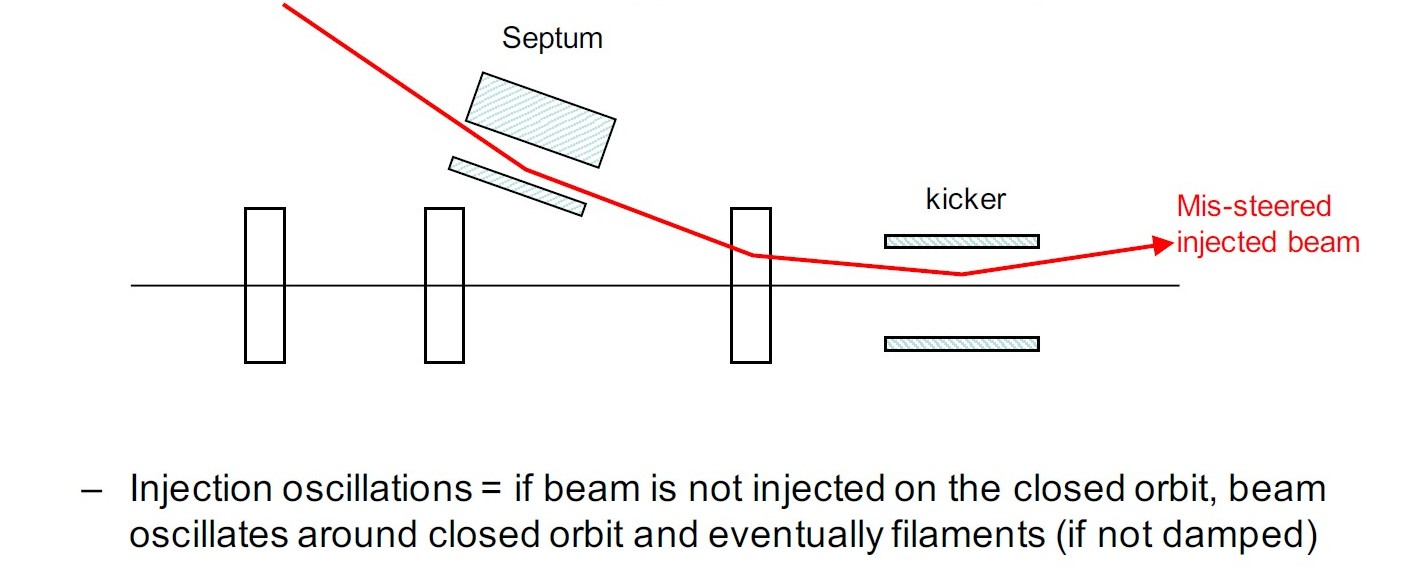 Septum
kicker
Mis-steered
injected beam
– Injection oscillations = if beam is not injected on the closed orbit, beam
oscillates around closed orbit and eventually filaments (if not damped)